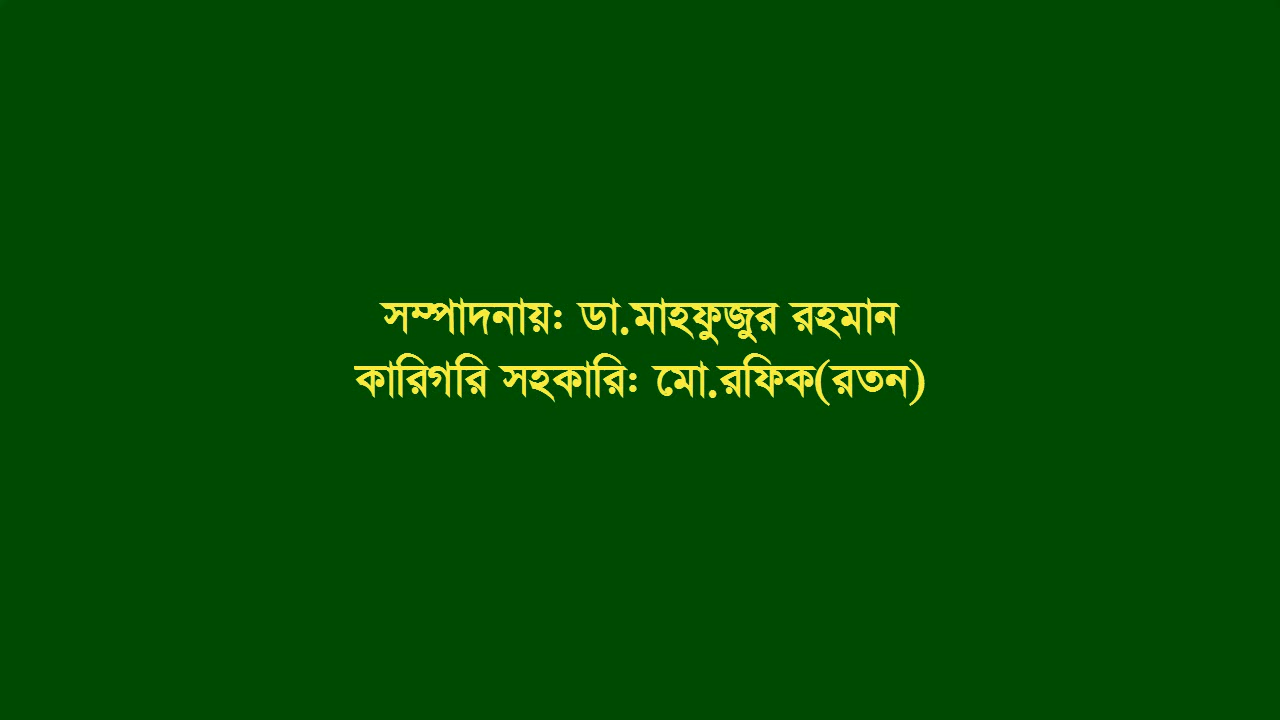 সম্পাদনায়: ডা.মাহফুজুর রহমান
কারিগরি সহকারি: মো.রফিক(রতন)